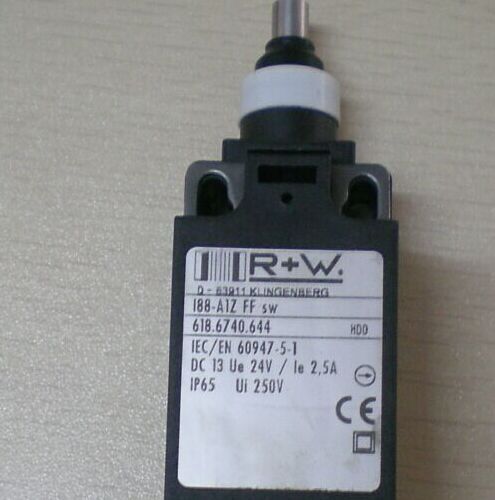 R+W.
D - 63911 KLINGENBERG
I88-A1Z FF sw
618.6740.644 HDO
IEC/EN 60947-5-1
DC 13 Ue 24V / Ie 2,5A
IP65 Ui 250V
CE